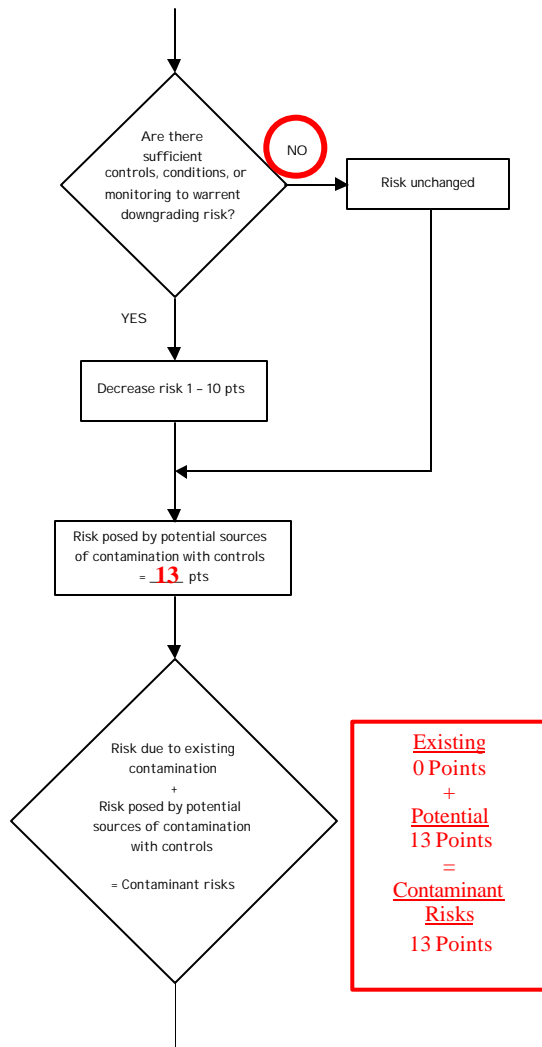 Are there
sufficient
controls, conditions, or
monitoring to warrent
downgrading risk?
NO
Risk unchanged
YES
Decrease risk 1 – 10 pts
Risk posed by potential sources
of contamination with controls
= 13 pts
Risk due to existing
contamination
+
Risk posed by potential
sources of contamination
with controls
= Contaminant risks
Existing
0 Points
+
Potential
13 Points
=
Contaminant
Risks
13 Points